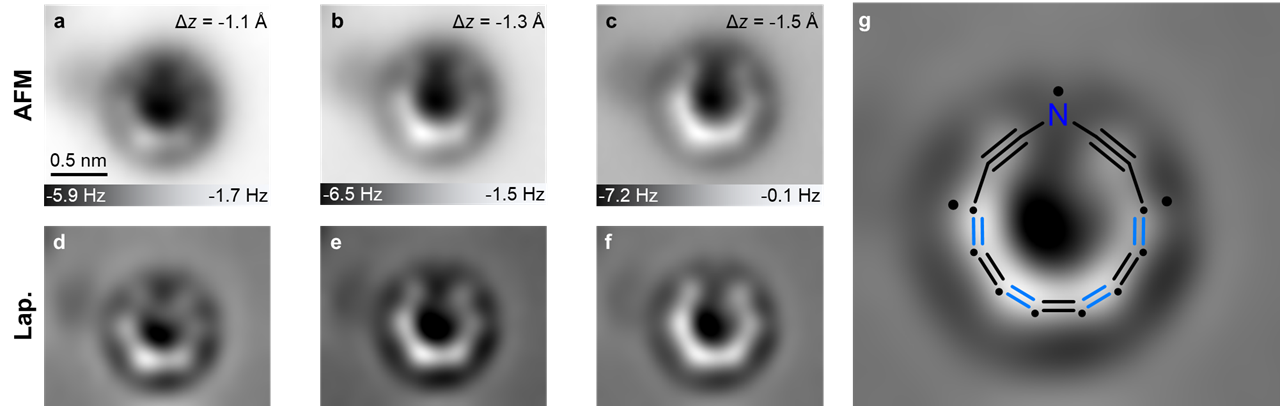 AFM
a
Δz = -1.1 Å
0.5 nm
-5.9 Hz
-1.7 Hz
b
Δz = -1.3 Å
-6.5 Hz
-1.5 Hz
c
Δz = -1.5 Å
-7.2 Hz
-0.1 Hz
g
N
Lap.
d
e
f